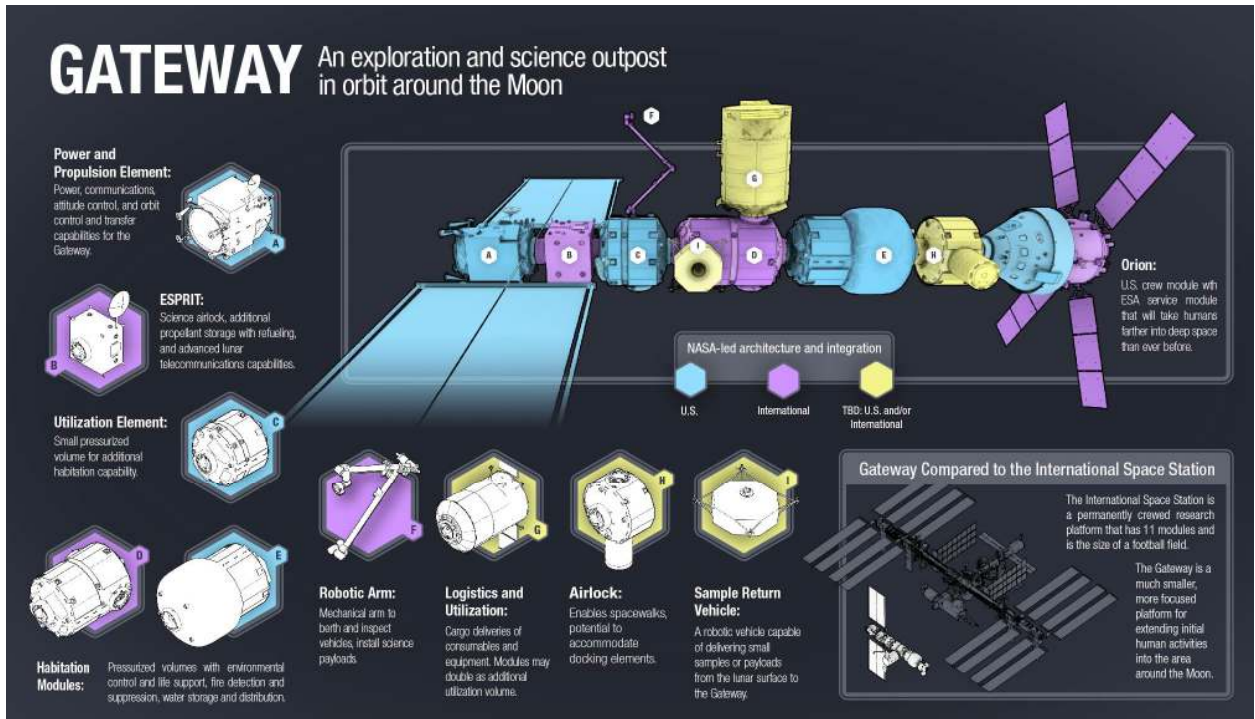 GATEWAY
An exploration and science outpost
in orbit around the Moon
Power and
Propulsion Element:
Power, communications,
attitude control, and orbit
control and transfer
capabilities for the
Gateway.
A
ESPRIT:
Science airlock, additional
propellant storage with refueling,
and advanced lunar
telecommunications capabilities.
B
Utilization Element:
Small pressurized
volume for additional
habitation capability.
C
D
E
Habitation
Modules:
Pressurized volumes with environmental
control and life support, fire detection and
suppression, water storage and distribution.
F
G
A
B
C
I
D
E
H
Orion:
U.S. crew module with
ESA service module
that will take humans
farther into deep space
than ever before.
NASA-led architecture and integration
U.S.
International
TBD: U.S. and/or
International
F
Robotic Arm:
Mechanical arm to
berth and inspect
vehicles, install science
payloads.
G
Logistics and
Utilization:
Cargo deliveries of
consumables and
equipment. Modules may
double as additional
utilization volume.
H
Airlock:
Enables spacewalks,
potential to
accommodate
docking elements.
I
Sample Return
Vehicle:
A robotic vehicle capable
of delivering small
samples or payloads
from the lunar surface to
the Gateway.
Gateway Compared to the International Space Station
The International Space Station is
a permanently crewed research
platform that has 11 modules and
is the size of a football field.
The Gateway is a
much smaller,
more focused
platform for
extending initial
human activities
into the area
around the Moon.